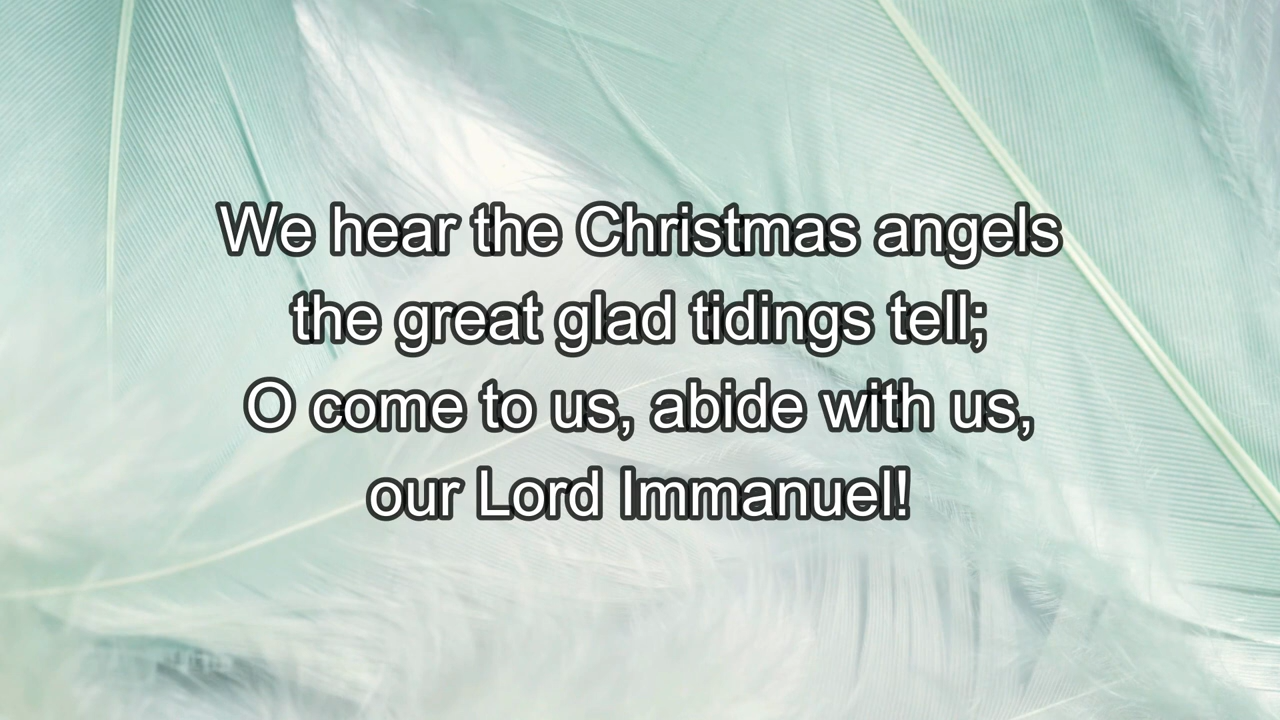 We hear the Christmas angels
the great glad tidings tell;
O come to us, abide with us,
our Lord Immanuel!